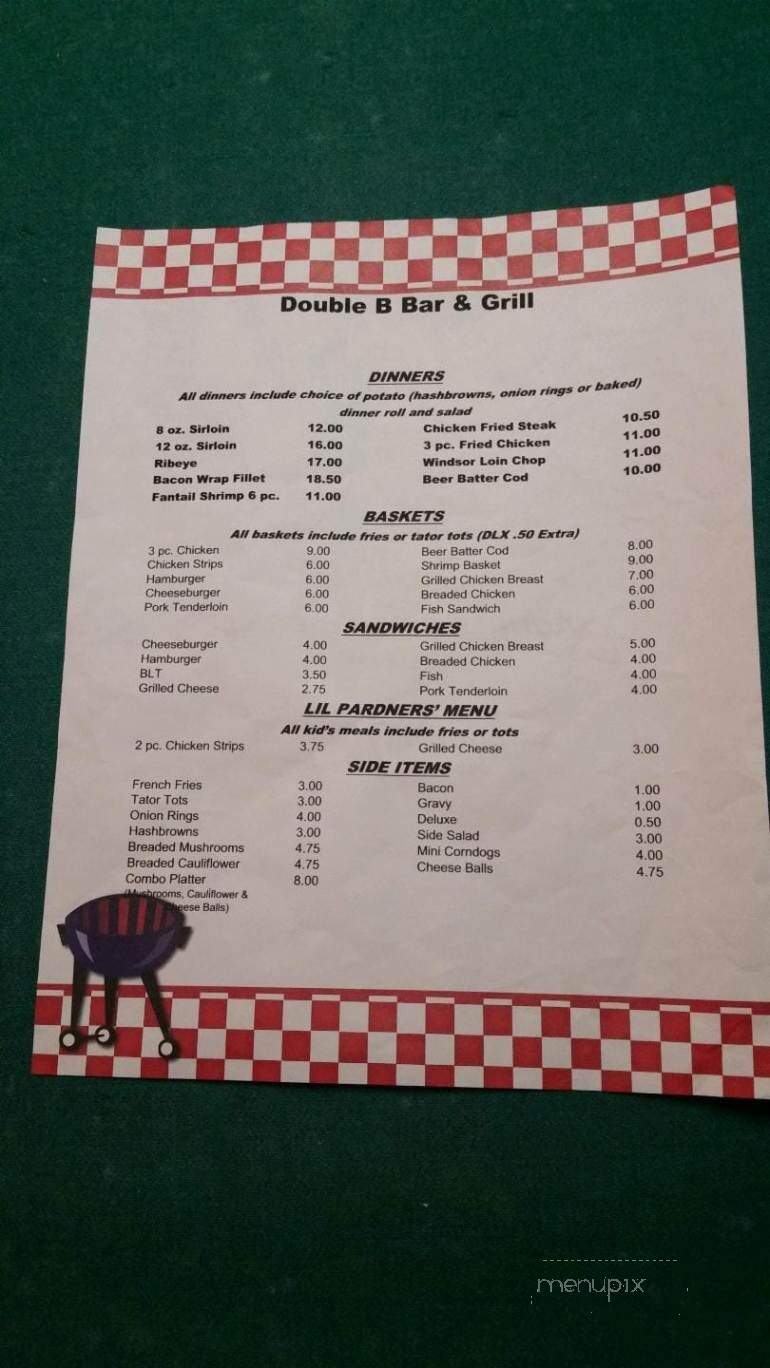 Double B Bar & Grill
DINNERS
All dinners include choice of potato (hashbrowns, onion rings or baked)
dinner roll and salad
8 oz. Sirloin 12.00 Chicken Fried Steak 10.50
12 oz. Sirloin 16.00 3 pc. Fried Chicken 11.00
Ribeye 17.00 Windsor Loin Chop 11.00
Bacon Wrap Fillet 18.50 Beer Batter Cod 10.00
Fantail Shrimp 6 pc. 11.00
BASKETS
All baskets include fries or tator tots (DLX .50 Extra)
3 pc. Chicken 9.00 Beer Batter Cod 8.00
Chicken Strips 6.00 Shrimp Basket 9.00
Hamburger 6.00 Grilled Chicken Breast 7.00
Cheeseburger 6.00 Breaded Chicken 6.00
Pork Tenderloin 6.00 Fish Sandwich 6.00
SANDWICHES
Cheeseburger 4.00 Grilled Chicken Breast 5.00
Hamburger 4.00 Breaded Chicken 4.00
BLT 3.50 Fish 4.00
Grilled Cheese 2.75 Pork Tenderloin 4.00
LIL PARDNERS' MENU
All kid's meals include fries or tots
2 pc. Chicken Strips 3.75 Grilled Cheese 3.00
SIDE ITEMS
French Fries 3.00 Bacon 1.00
Tator Tots 3.00 Gravy 1.00
Onion Rings 4.00 Deluxe 0.50
Hashbrowns 3.00 Side Salad 3.00
Breaded Mushrooms 4.75 Mini Corndogs 4.00
Breaded Cauliflower 4.75 Cheese Balls 4.75
Combo Platter 8.00
(Mushrooms, Cauliflower &
Cheese Balls)
menupix